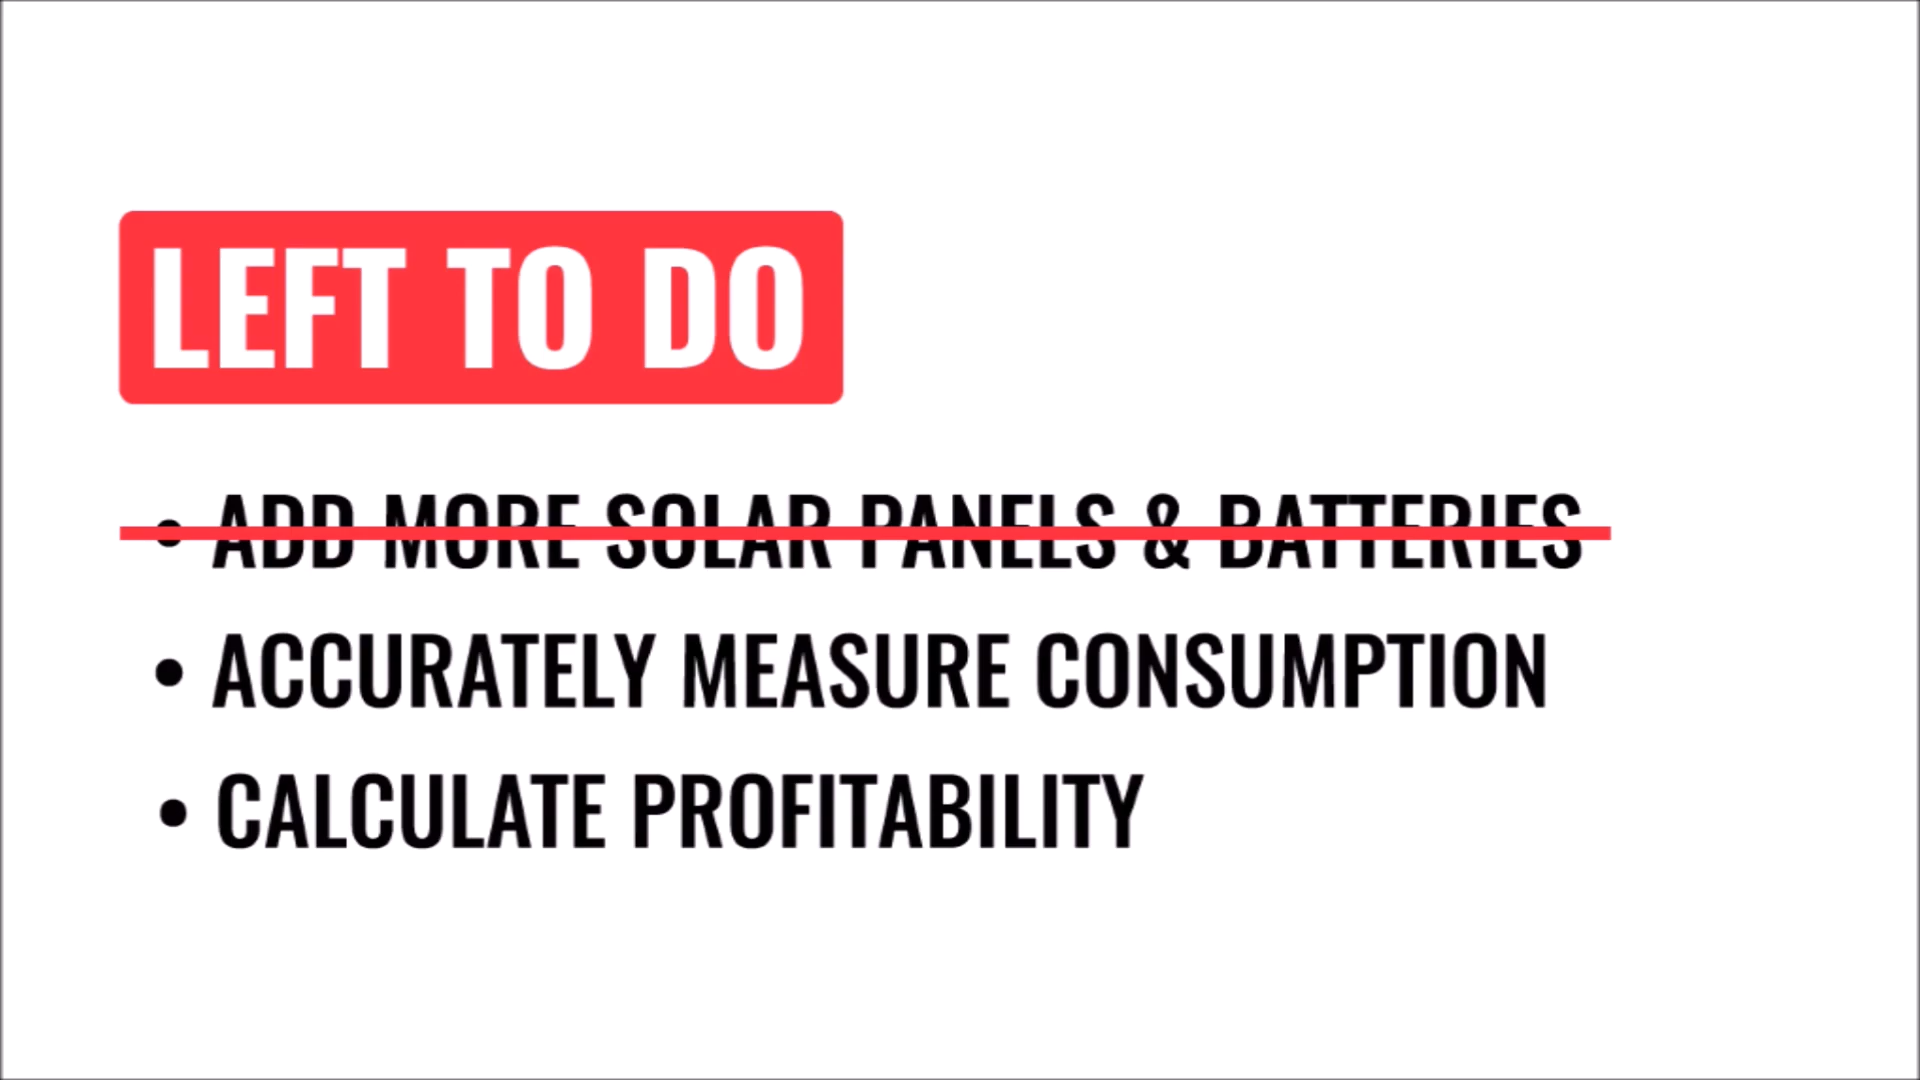 LEFT TO DO
• ADD MORE SOLAR PANELS & BATTERIES
• ACCURATELY MEASURE CONSUMPTION
• CALCULATE PROFITABILITY